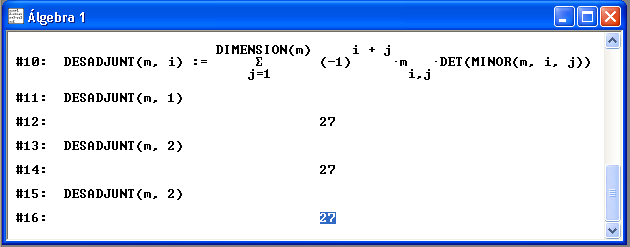 Álgebra 1
DIMENSION(m) i + j
#10: DESADJUNT(m, i) := Σ (-1) ·m ·DET(MINOR(m, i, j))
j=1 i,j
#11: DESADJUNT(m, 1)
#12: 27
#13: DESADJUNT(m, 2)
#14: 27
#15: DESADJUNT(m, 2)
#16: 27